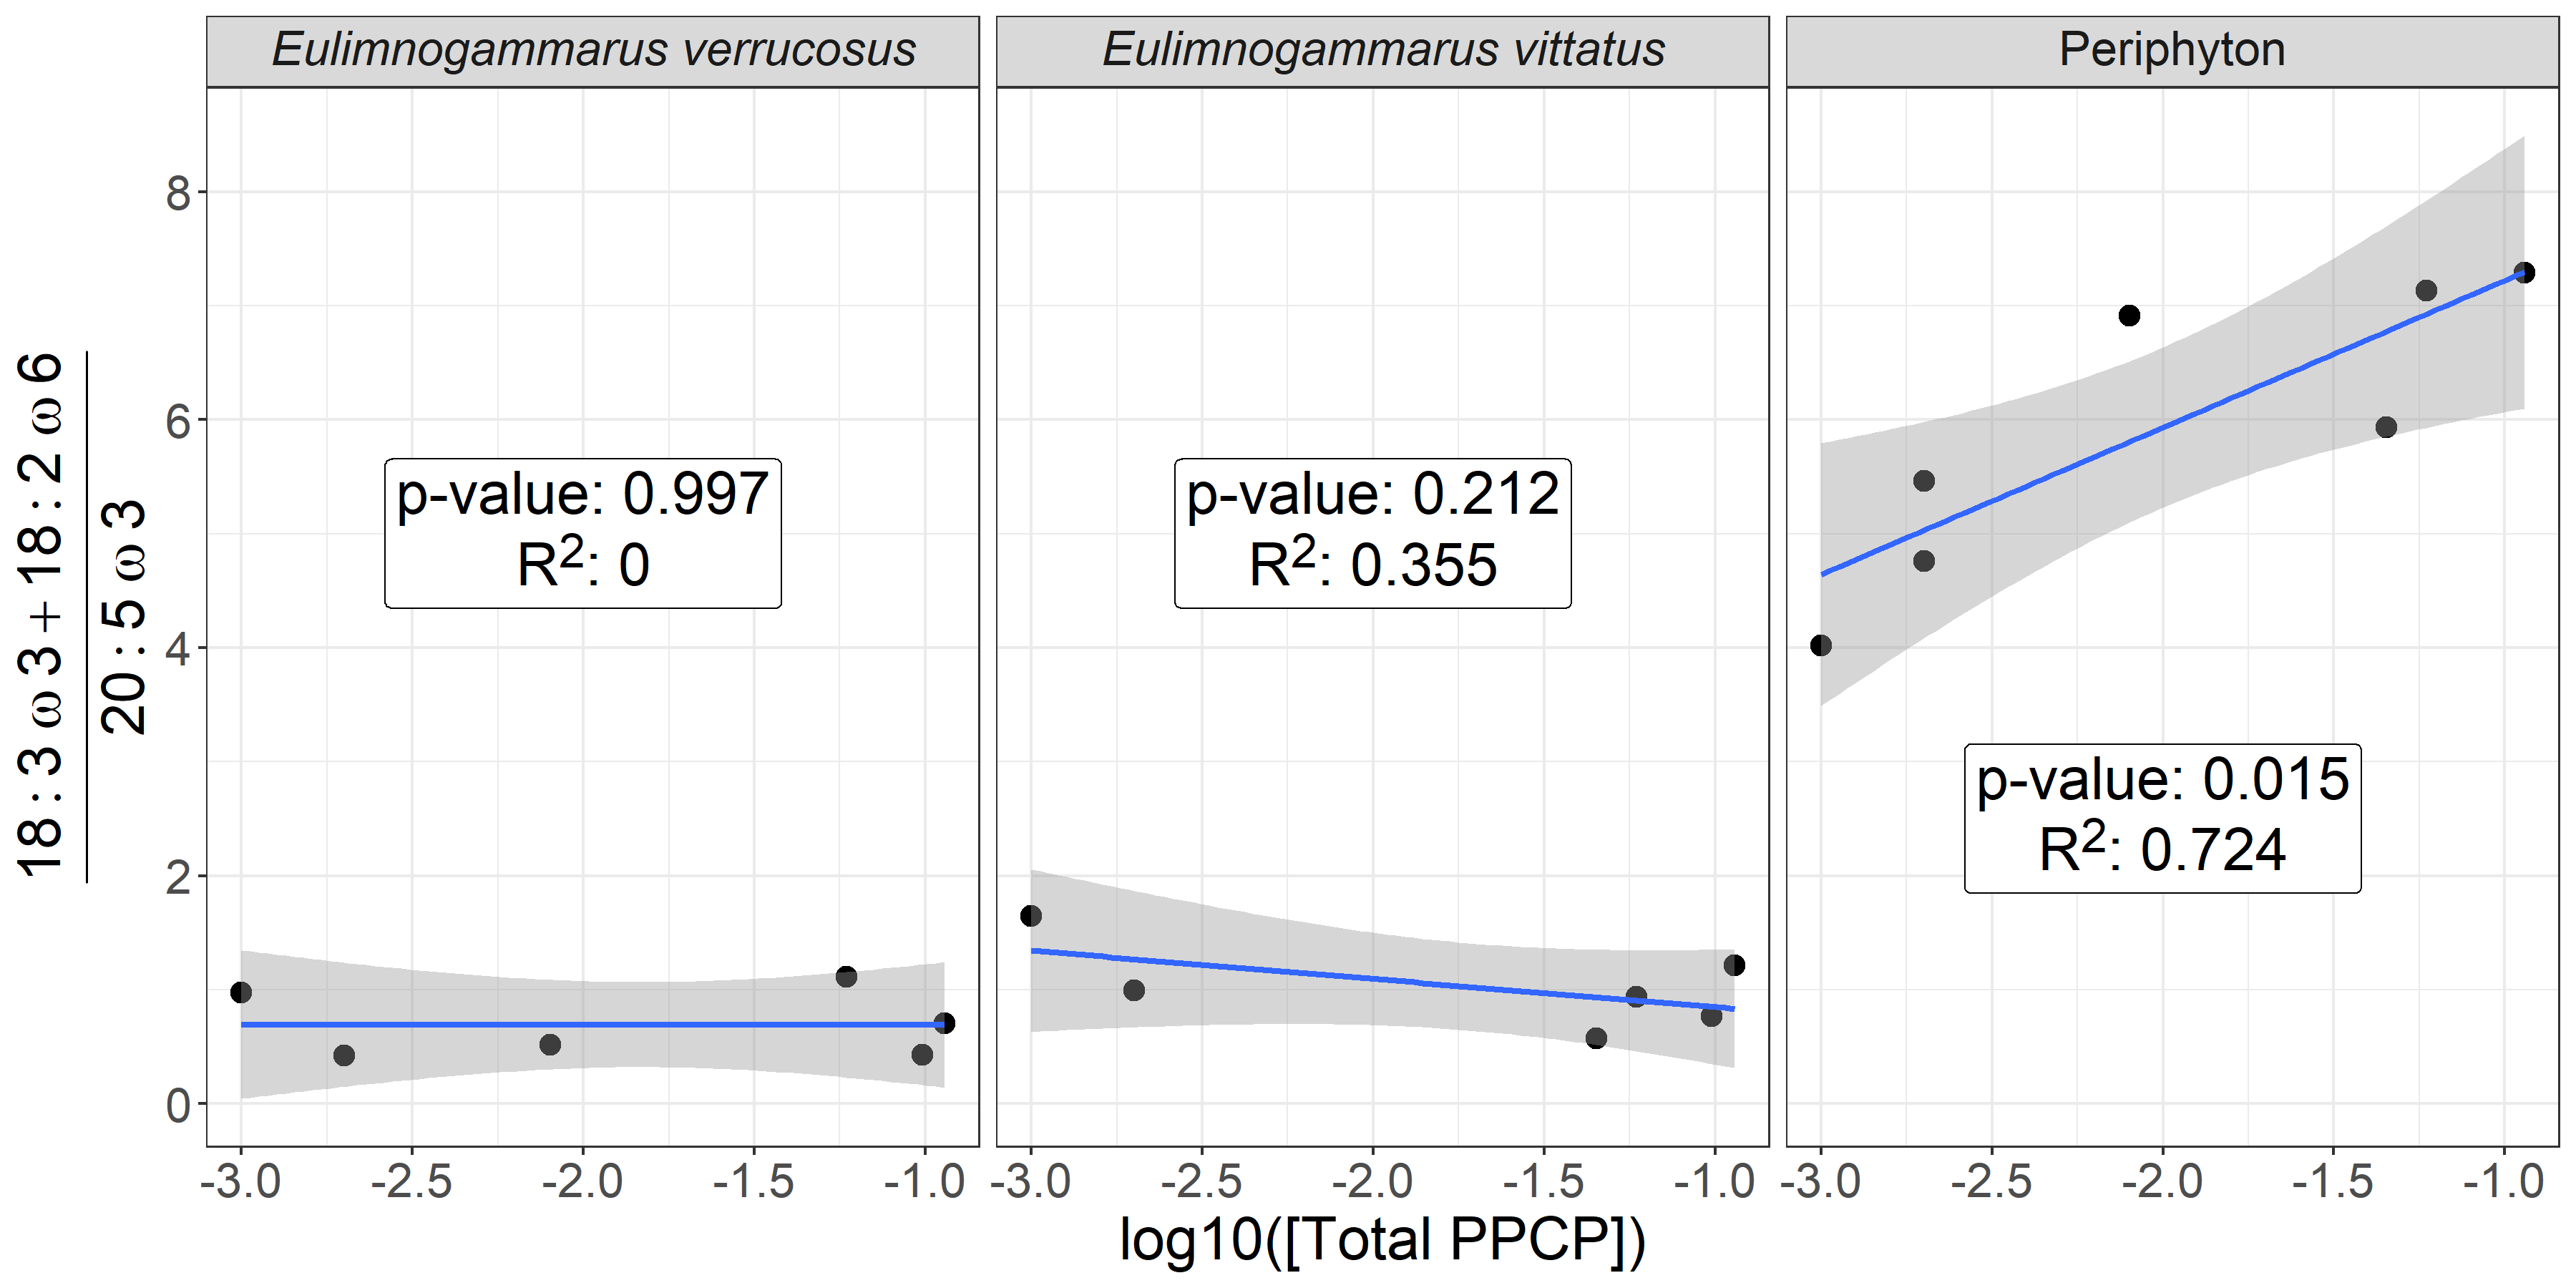 Eulimnogammarus verrucosus
Eulimnogammarus vittatus
Periphyton
18 : 3 ω 3 + 18 : 2 ω 6
20 : 5 ω 3
8
6
4
2
0
p-value: 0.997
R²: 0
p-value: 0.212
R²: 0.355
p-value: 0.015
R²: 0.724
-3.0 -2.5 -2.0 -1.5 -1.0
-3.0 -2.5 -2.0 -1.5 -1.0
-3.0 -2.5 -2.0 -1.5 -1.0
log10([Total PPCP])